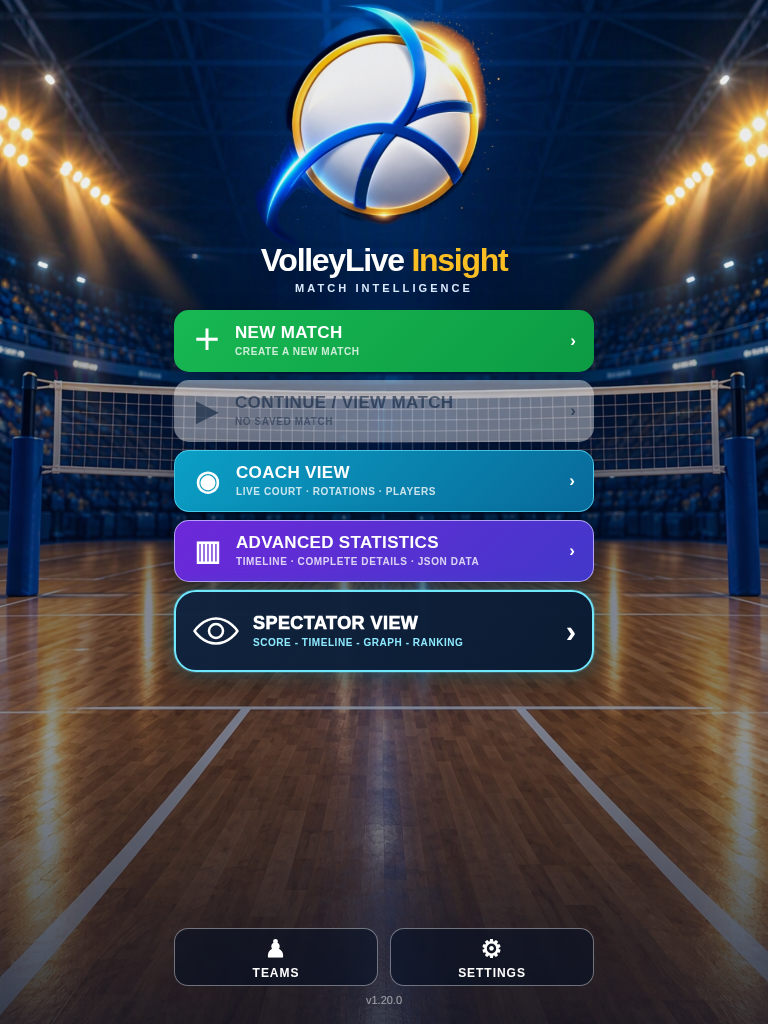 VolleyLive Insight
MATCH INTELLIGENCE
NEW MATCH
CREATE A NEW MATCH
CONTINUE / VIEW MATCH
NO SAVED MATCH
COACH VIEW
LIVE COURT · ROTATIONS · PLAYERS
ADVANCED STATISTICS
TIMELINE · COMPLETE DETAILS · JSON DATA
SPECTATOR VIEW
SCORE - TIMELINE - GRAPH - RANKING
TEAMS
SETTINGS
v1.20.0